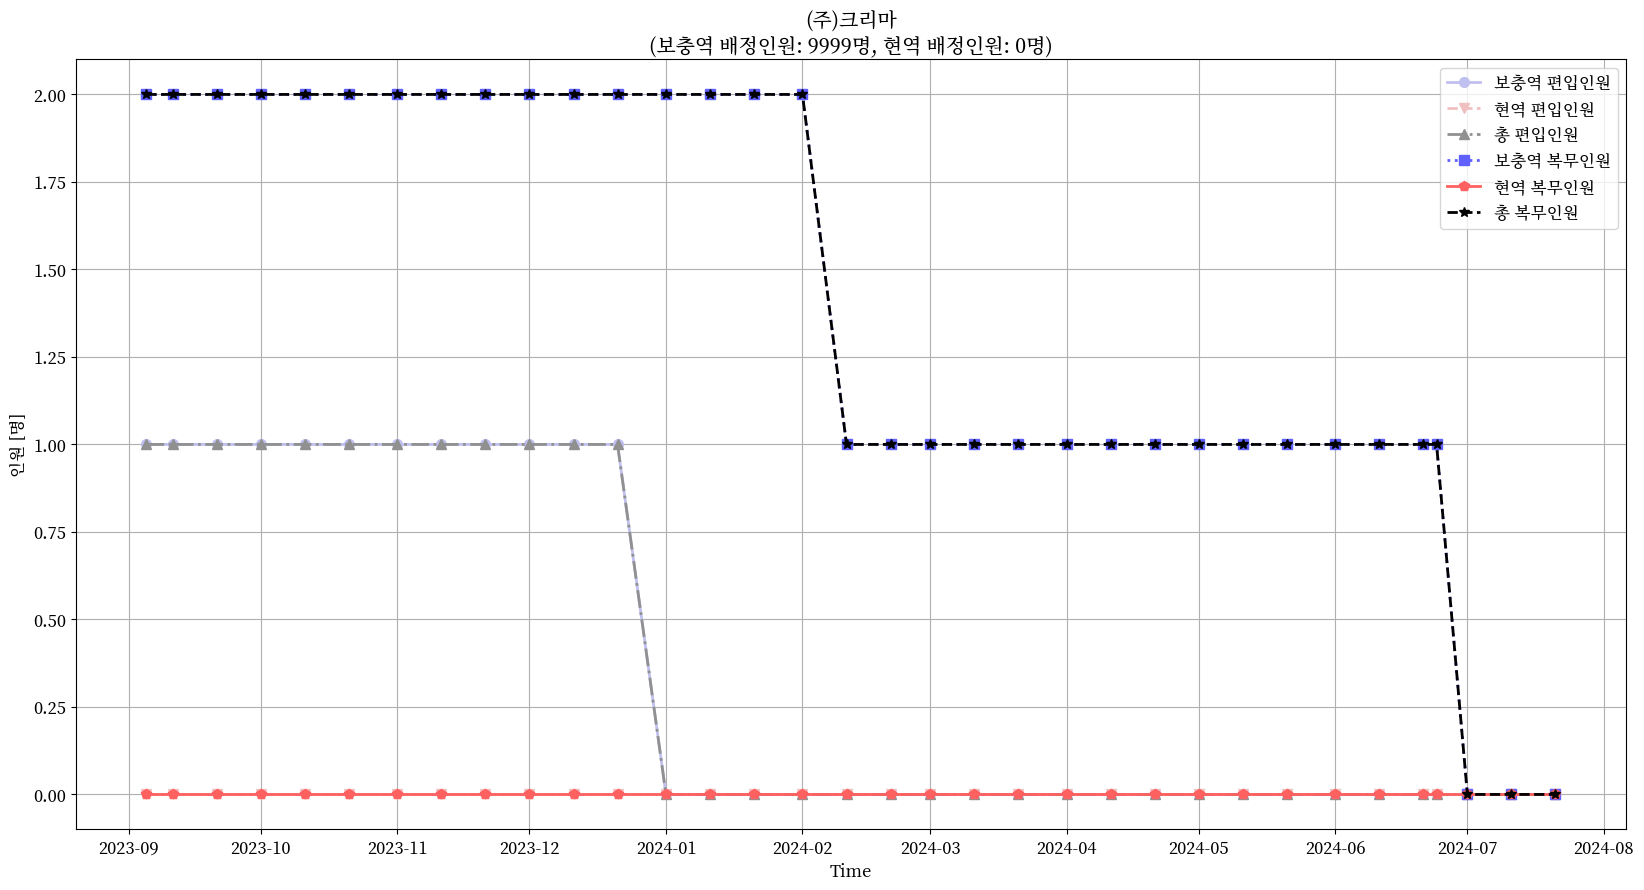 (주)크리마
(보충역 배정인원: 9999명, 현역 배정인원: 0명)
보충역 편입인원
현역 편입인원
총 편입인원
보충역 복무인원
현역 복무인원
총 복무인원
2.00
1.75
1.50
1.25
1.00
0.75
0.50
0.25
0.00
인원 [명]
2023-09
2023-10
2023-11
2023-12
2024-01
2024-02
2024-03
2024-04
2024-05
2024-06
2024-07
2024-08
Time